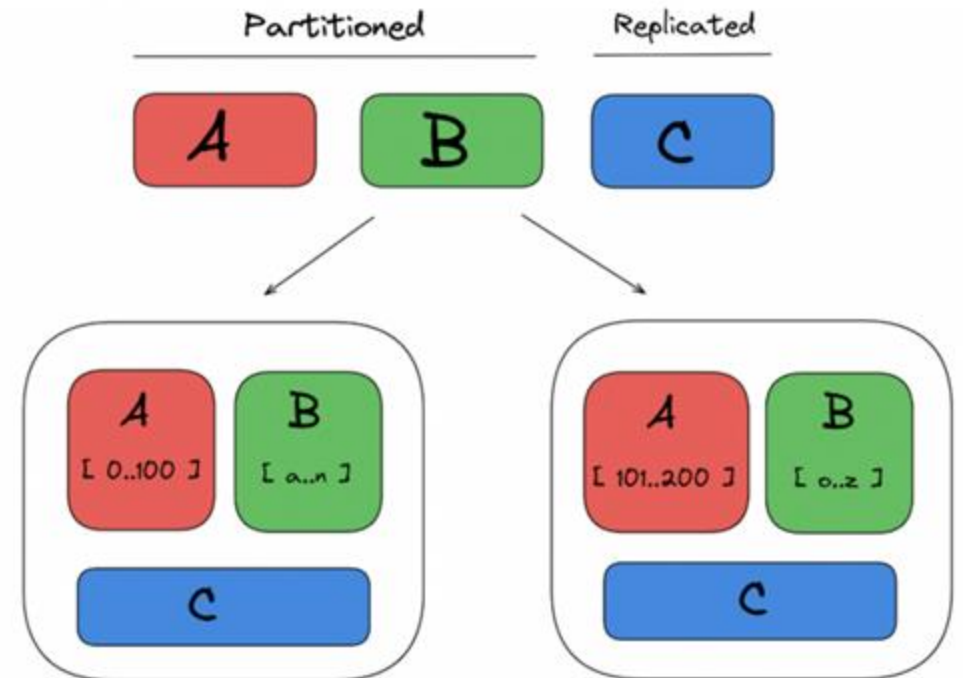 Partitioned Replicated
A B C
A B A B
[ 0..100 ] [ a..n ] [ 101..200 ] [ o..z ]
C C